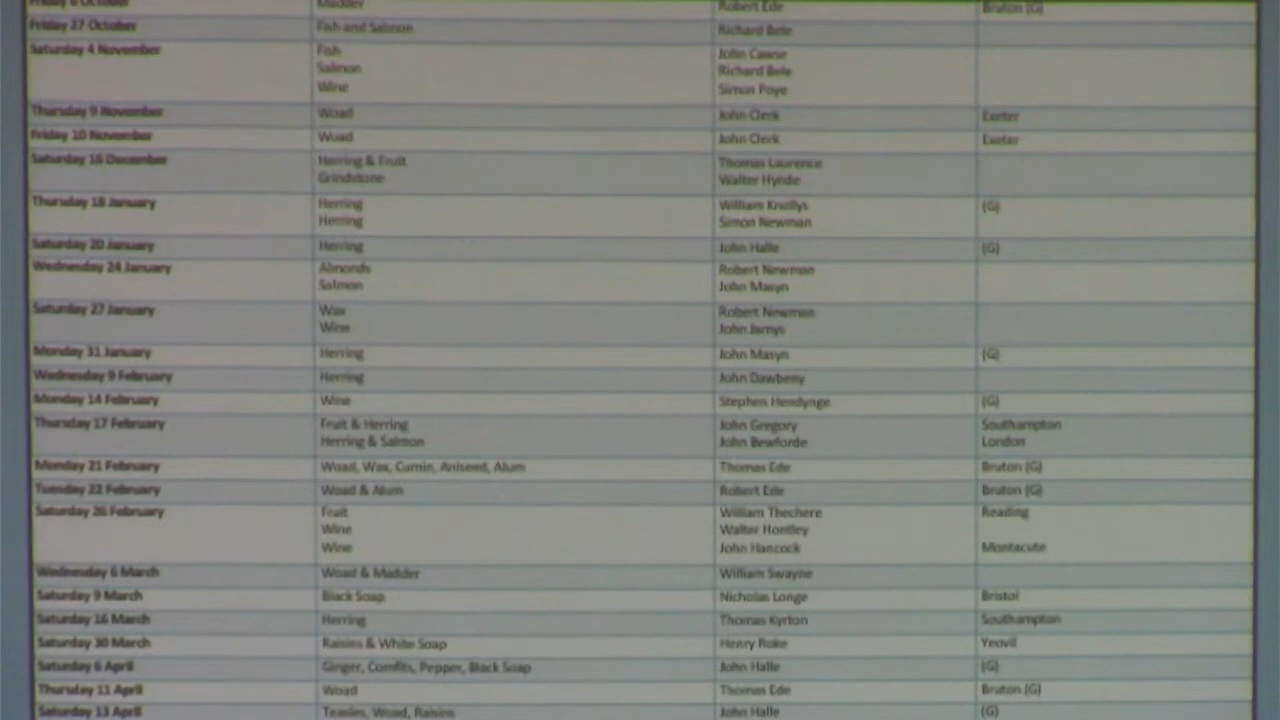 Friday 6 October Madder Robert Ede Bruton (G)
Friday 27 October Fish and Salmon Richard Bele
Saturday 4 November Fish John Cawse
Salmon Richard Bele
Wine Simon Poye
Thursday 9 November Woad John Clerk Exeter
Friday 10 November Woad John Clerk Exeter
Saturday 16 December Herring & Fruit Thomas Laurence
Grindstone Walter Hynde
Thursday 18 January Herring William Knollys (G)
Herring Simon Newman
Saturday 20 January Herring John Halle (G)
Wednesday 24 January Almonds Robert Newman
Salmon John Masyn
Saturday 27 January Wax Robert Newman
Wine John Jamys
Monday 31 January Herring John Masyn (G)
Wednesday 9 February Herring John Dawbeny
Monday 14 February Wine Stephen Hendynge (G)
Thursday 17 February Fruit & Herring John Gregory Southampton
Herring & Salmon John Bewforde London
Monday 21 February Woad, Wax, Cumin, Aniseed, Alum Thomas Ede Bruton (G)
Tuesday 22 February Woad & Alum Robert Ede Bruton (G)
Saturday 26 February Fruit William Thechere Reading
Wine Walter Hontley
Wine John Hancock Montacute
Wednesday 6 March Woad & Madder William Swayne
Saturday 9 March Black Soap Nicholas Longe Bristol
Saturday 16 March Herring Thomas Kyrton Southampton
Saturday 30 March Raisins & White Soap Henry Roke Yeovil
Saturday 6 April Ginger, Comfits, Pepper, Black Soap John Halle (G)
Thursday 11 April Woad Thomas Ede Bruton (G)
Saturday 13 April Teasles, Woad, Raisins John Halle (G)